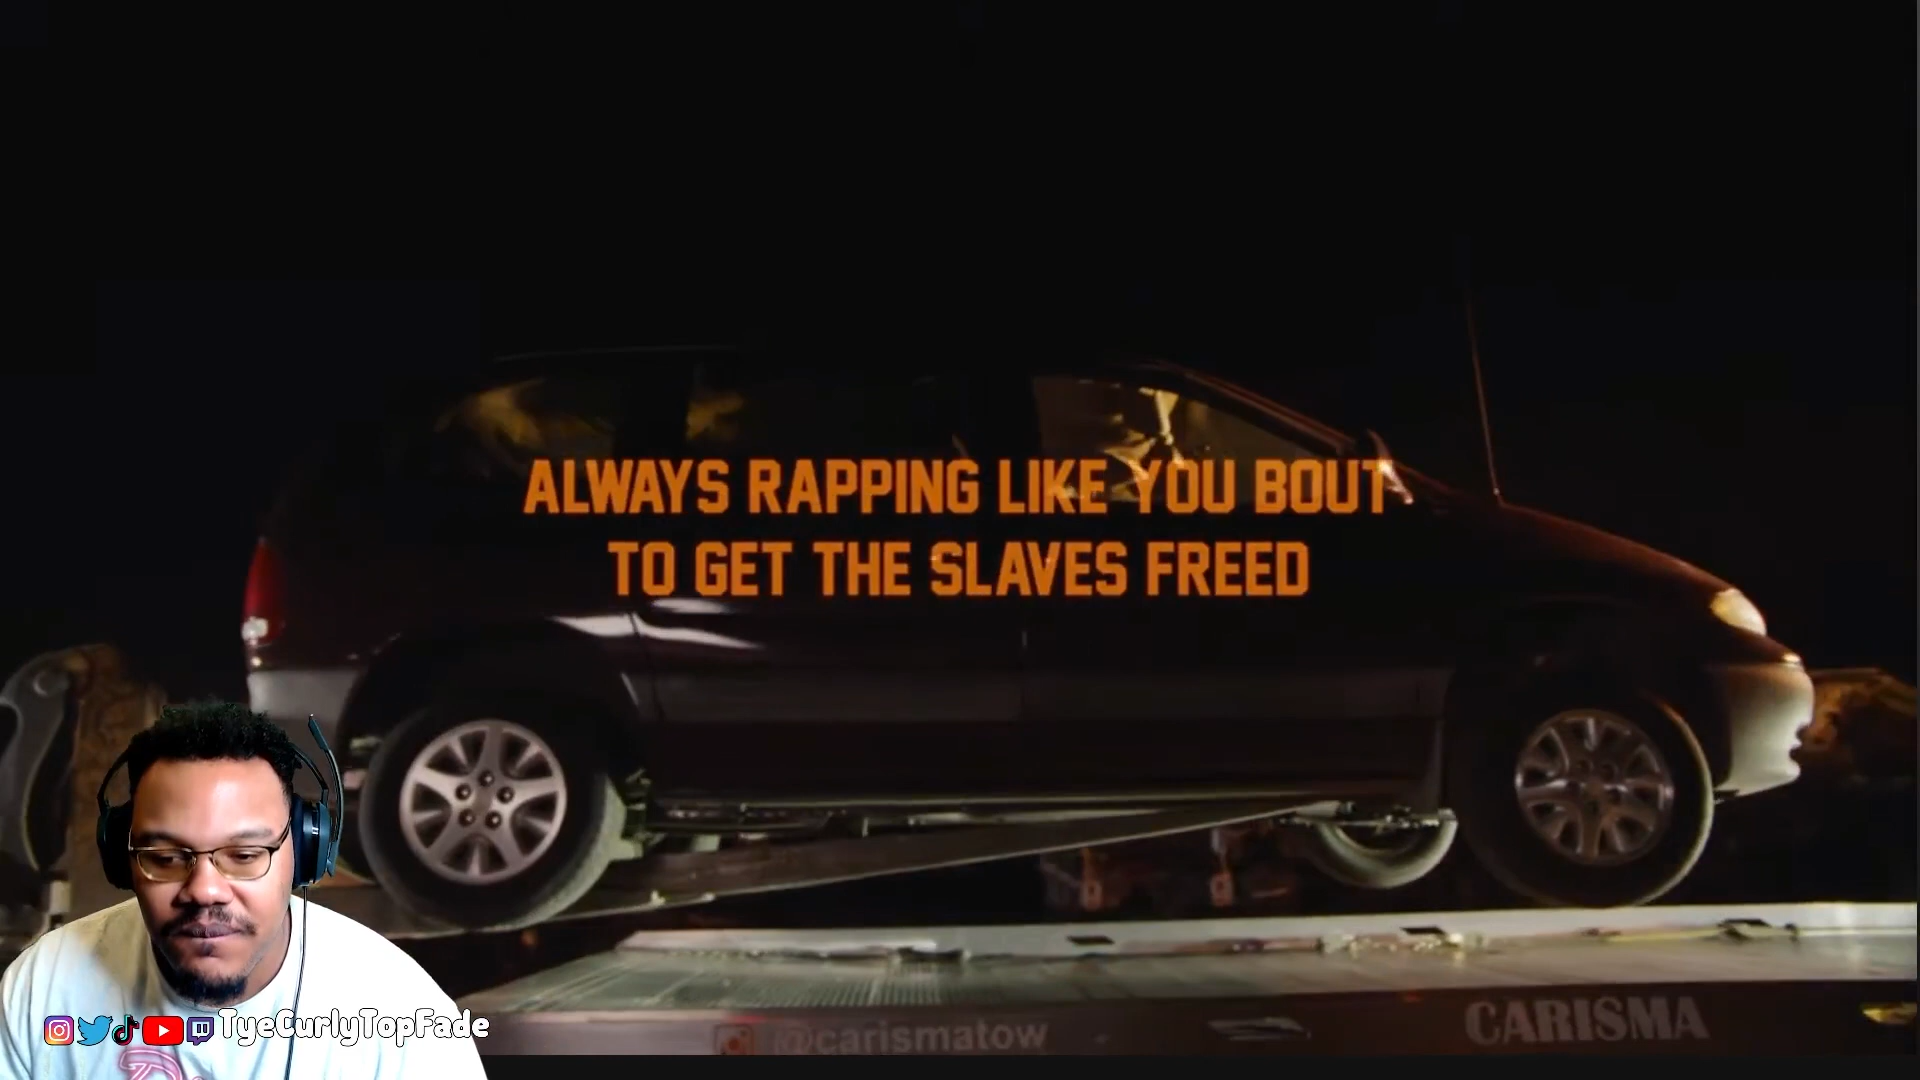 ALWAYS RAPPING LIKE YOU BOUT
TO GET THE SLAVES FREED
TyeCurlyTopFade
@carismatow
CARISMA